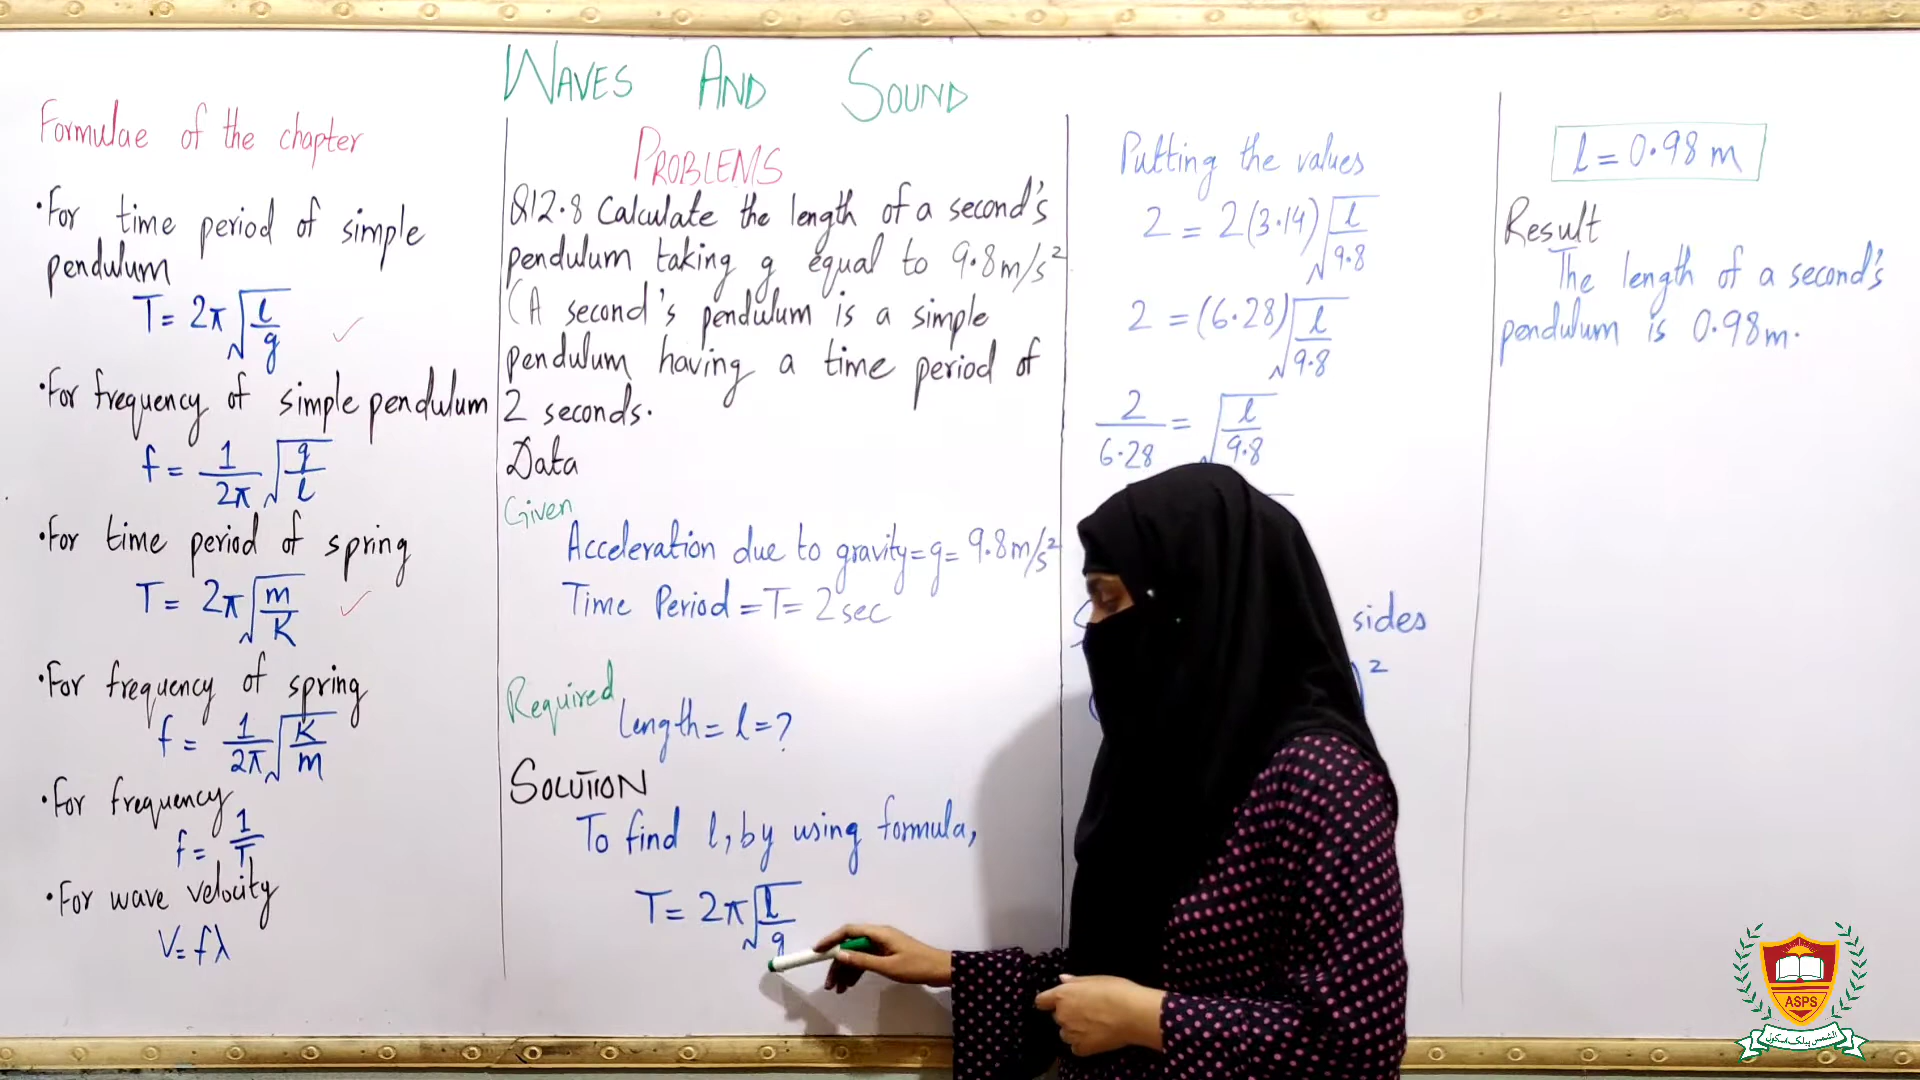 WAVES AND SOUND
Formulae of the chapter
•For time period of simple
pendulum
T= 2π√l/g
•For frequency of simple pendulum
f= 1/2π √g/l
•For time period of spring
T= 2π√m/K
•For frequency of spring
f= 1/2π √K/m
•For frequency
f= 1/T
•For wave velocity
V= fλ
PROBLEMS
Q12.8 Calculate the length of a second's
pendulum taking g equal to 9.8m/s²
(A second's pendulum is a simple
pendulum having a time period of
2 seconds.
Data
Given
Acceleration due to gravity=g= 9.8m/s²
Time Period=T= 2sec
Required
length= l=?
SOLUTION
To find l, by using formula,
T= 2π√l/g
Putting the values
2 = 2(3.14)√l/9.8
2 =(6.28)√l/9.8
2/6.28 = √l/9.8
sides
)²
l=0.98 m
Result
The length of a second's
pendulum is 0.98m.
ASPS
الشمس پبلک اسکول